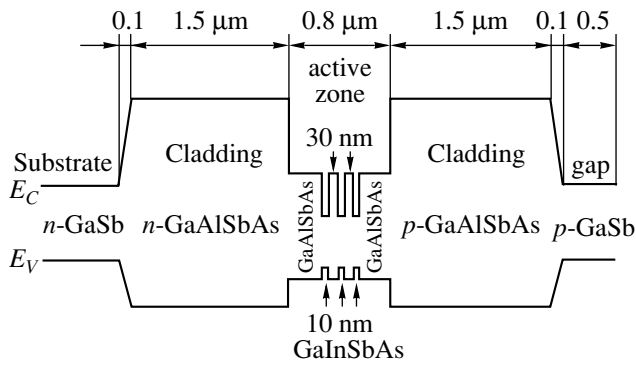 0.1 1.5 μm 0.8 μm 1.5 μm 0.1 0.5
active
zone
30 nm
Substrate Cladding Cladding gap
E_C
n-GaSb n-GaAlSbAs GaAlSbAs GaAlSbAs p-GaAlSbAs p-GaSb
E_V
10 nm
GaInSbAs